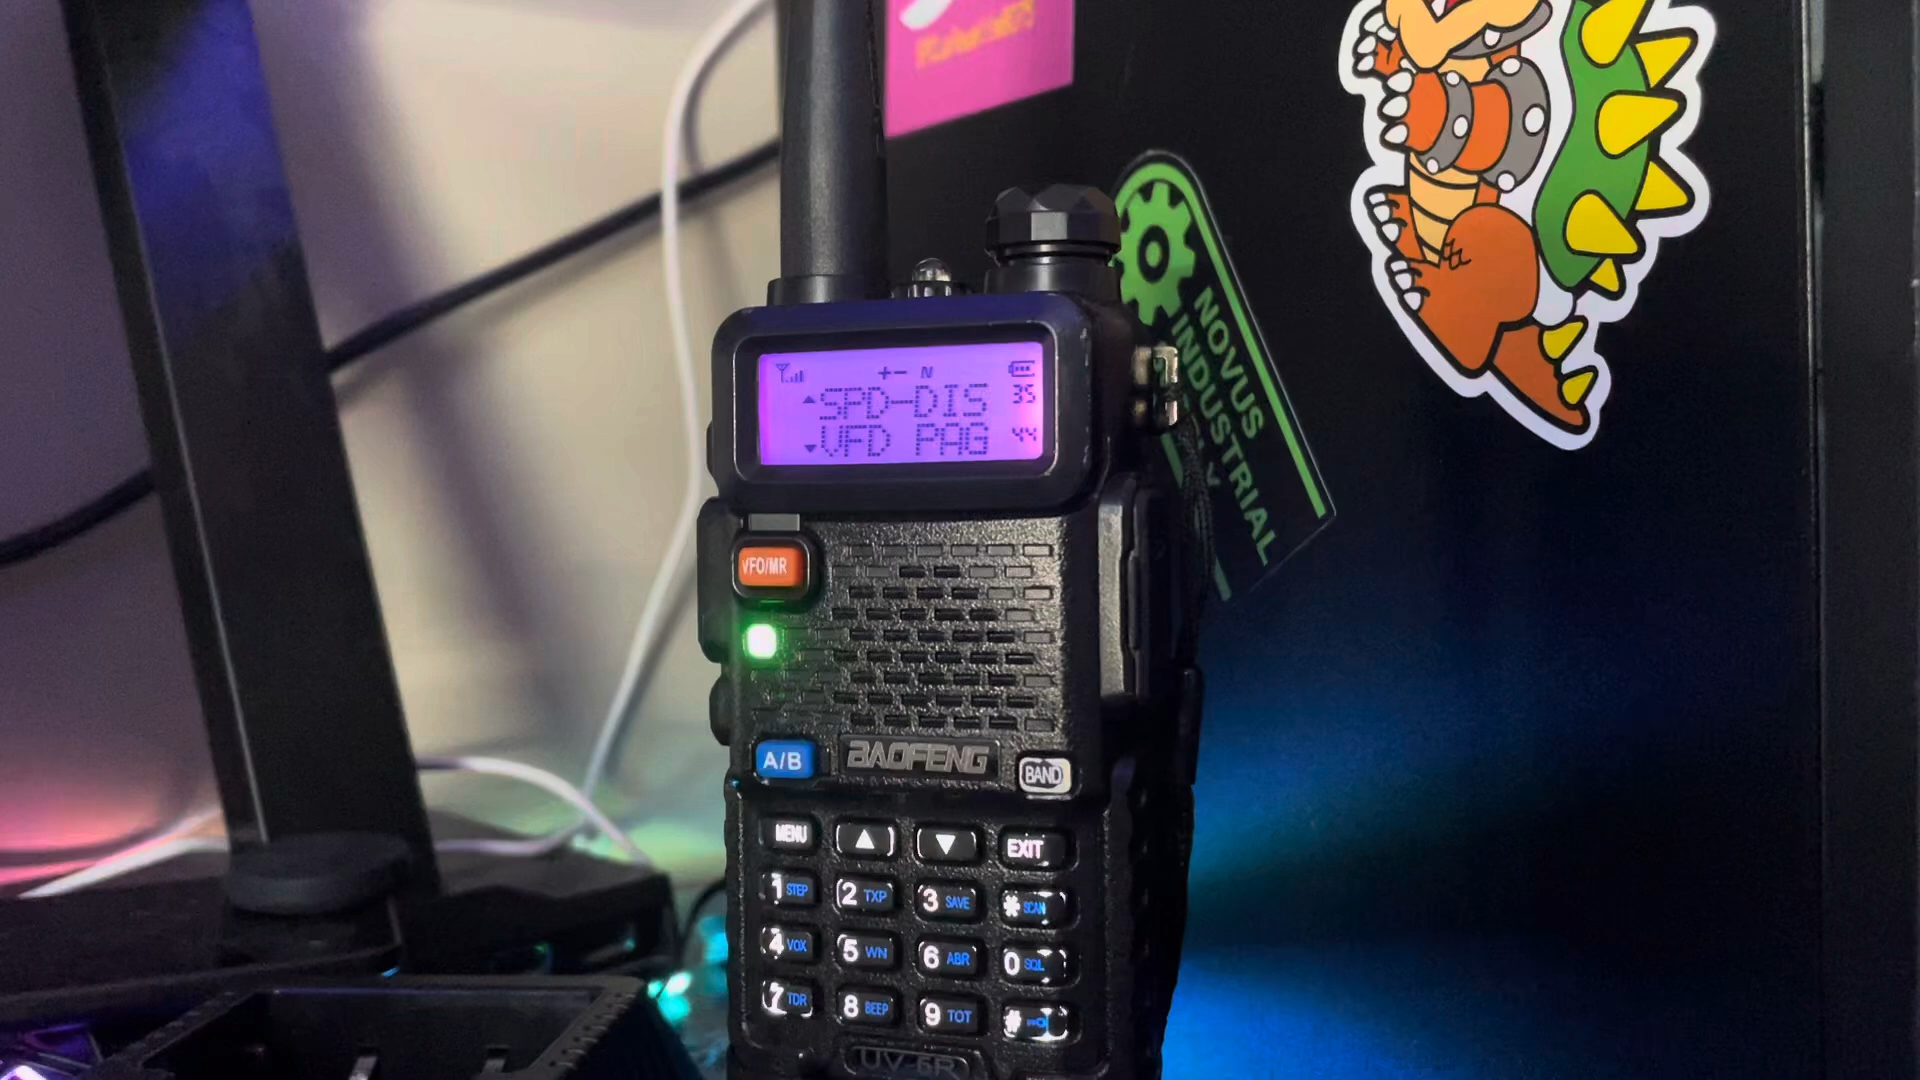 +- N
SPD-DIS 35
VFD PAG 44
NOVUS
INDUSTRIAL
VFO/MR
A/B
BAOFENG
BAND
MENU ▲ ▼ EXIT
1 STEP 2 TXP 3 SAVE * SCAN
4 VOX 5 WN 6 ABR 0 SQL
7 TDR 8 BEEP 9 TOT #
UV-5R